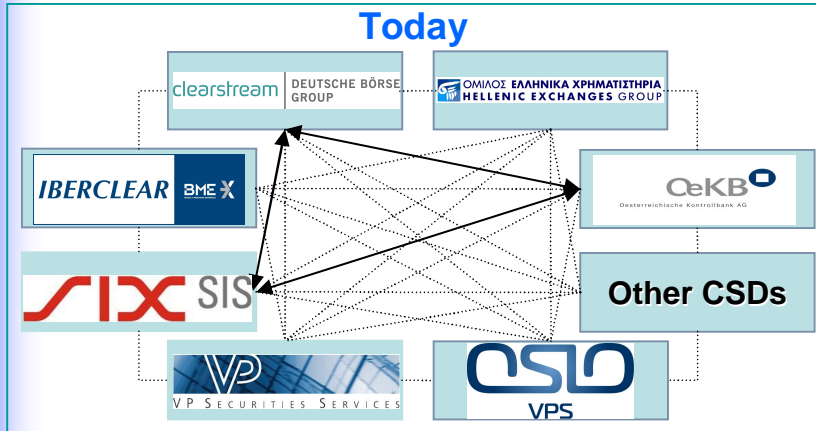 Today
clearstream
DEUTSCHE BÖRSE
GROUP
ΟΜΙΛΟΣ ΕΛΛΗΝΙΚΑ ΧΡΗΜΑΤΙΣΤΗΡΙΑ
HELLENIC EXCHANGES GROUP
IBERCLEAR
BME X
OeKB
Oesterreichische Kontrollbank AG
SIX SIS
Other CSDs
VP
VP SECURITIES SERVICES
OSLO
VPS